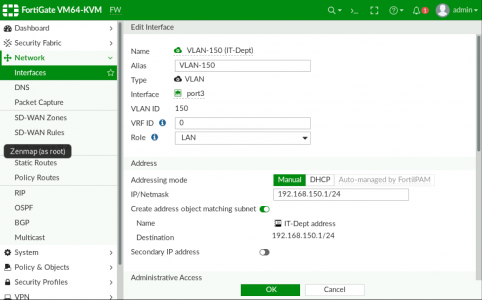 FortiGate VM64-KVM FW admin
Dashboard
Security Fabric
Network
Interfaces
DNS
Packet Capture
SD-WAN Zones
SD-WAN Rules
Zenmap (as root)
Static Routes
Policy Routes
RIP
OSPF
BGP
Multicast
System
Policy & Objects
Security Profiles
VPN
Edit Interface
Name VLAN-150 (IT-Dept)
Alias VLAN-150
Type VLAN
Interface port3
VLAN ID 150
VRF ID 0
Role LAN
Address
Addressing mode Manual DHCP Auto-managed by FortiIPAM
IP/Netmask 192.168.150.1/24
Create address object matching subnet
Name IT-Dept address
Destination 192.168.150.1/24
Secondary IP address
Administrative Access
OK Cancel